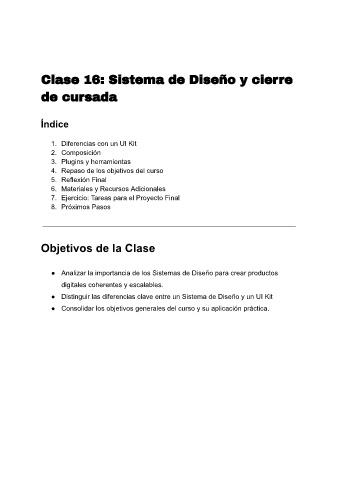 Clase 16: Sistema de Diseño y cierre
de cursada
Índice
1. Diferencias con un UI Kit
2. Composición
3. Plugins y herramientas
4. Repaso de los objetivos del curso
5. Reflexión Final
6. Materiales y Recursos Adicionales
7. Ejercicio: Tareas para el Proyecto Final
8. Próximos Pasos
Objetivos de la Clase
● Analizar la importancia de los Sistemas de Diseño para crear productos
digitales coherentes y escalables.
● Distinguir las diferencias clave entre un Sistema de Diseño y un UI Kit
● Consolidar los objetivos generales del curso y su aplicación práctica.